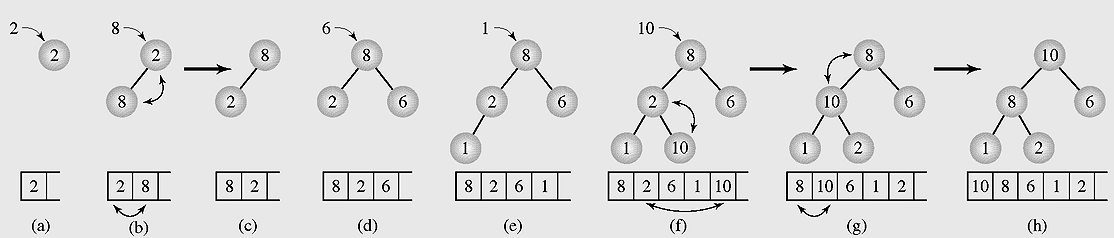 2 8 6 1 10
2 2 8 8 8 8 8 10
8 2 2 6 2 6 2 6 10 6 8 6
1 1 10 1 2 1 2
2 2 8 8 2 8 2 6 8 2 6 1 8 2 6 1 10 8 10 6 1 2 10 8 6 1 2
(a) (b) (c) (d) (e) (f) (g) (h)